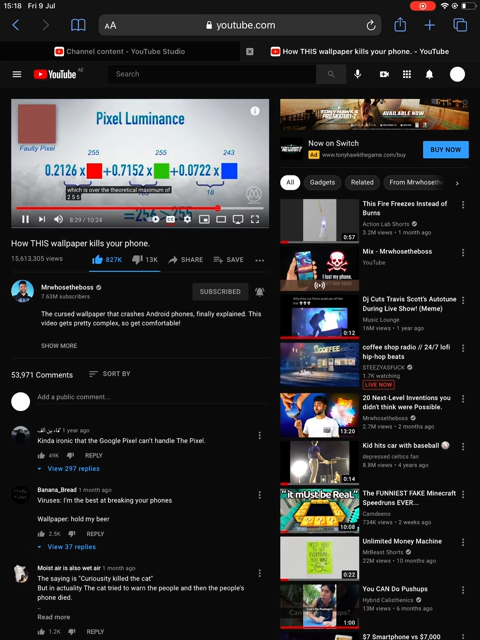 15:18 Fri 9 Jul
AA
youtube.com
Channel content - YouTube Studio
How THIS wallpaper kills your phone. - YouTube
YouTube AE
Search
Pixel Luminance
Faulty Pixel
255 255 243
0.2126 x +0.7152 x +0.0722 x
18
which is over the theoretical maximum of
2 5 5
8:29 / 10:24
How THIS wallpaper kills your phone.
15,613,305 views
827K
13K
SHARE
SAVE
Mrwhosetheboss
7.63M subscribers
SUBSCRIBED
The cursed wallpaper that crashes Android phones, finally explained. This
video gets pretty complex, so get comfortable!
SHOW MORE
53,971 Comments
SORT BY
Add a public comment...
1 year ago
Kinda ironic that the Google Pixel can't handle The Pixel.
49K
REPLY
View 297 replies
Banana_Bread 1 month ago
Viruses: I'm the best at breaking your phones
Wallpaper: hold my beer
2.5K
REPLY
View 37 replies
Moist air is also wet air 1 month ago
The saying is "Curiosity killed the cat"
But in actuality The cat tried to warn the people and then the people's
phone died.
..
Read more
1.2K
REPLY
AVAILABLE NOW
Now on Switch
Ad www.tonyhawkthegame.com/buy
BUY NOW
All
Gadgets
Related
From Mrwhoseth
This Fire Freezes Instead of
Burns
Action Lab Shorts
3.2M views • 1 month ago
0:57
Mix - Mrwhosetheboss
YouTube
I lost my phone.
Dj Cuts Travis Scott's Autotune
During Live Show! (Meme)
Music Lounge
16M views • 1 year ago
0:12
coffee shop radio // 24/7 lofi
hip-hop beats
STEEZYASFUCK
1.7K watching
LIVE NOW
COFFEE
20 Next-Level Inventions you
didn't think were Possible.
Mrwhosetheboss
2.7M views • 2 months ago
13:20
Kid hits car with baseball
depressed celtics fan
8.8M views • 4 years ago
0:14
The FUNNIEST FAKE Minecraft
Speedruns EVER...
Camdeeno
734K views • 2 weeks ago
"it mUst be ReaL"
10:08
Unlimited Money Machine
MrBeast Shorts
22M views • 10 months ago
0:22
You CAN Do Pushups
Hybrid Calisthenics
13M views • 6 months ago
1:00
$7 Smartphone vs $7,000